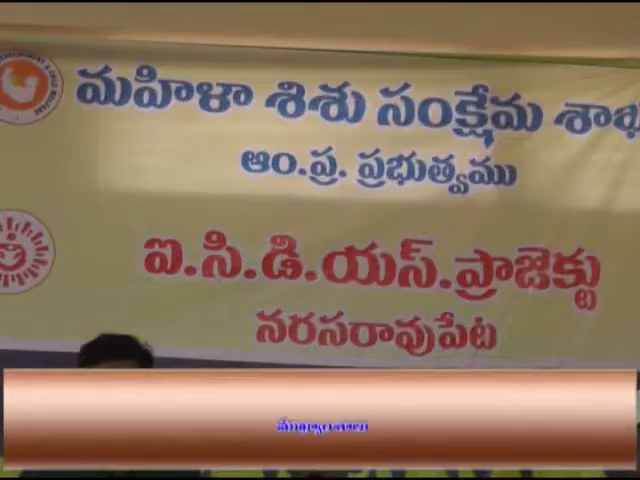 మహిళా శిశు సంక్షేమ శాఖ
ఆం.ప్ర. ప్రభుత్వము
ఐ.సి.డి.యస్.ప్రాజెక్టు
నరసరావుపేట
ముఖ్యాంశాలు